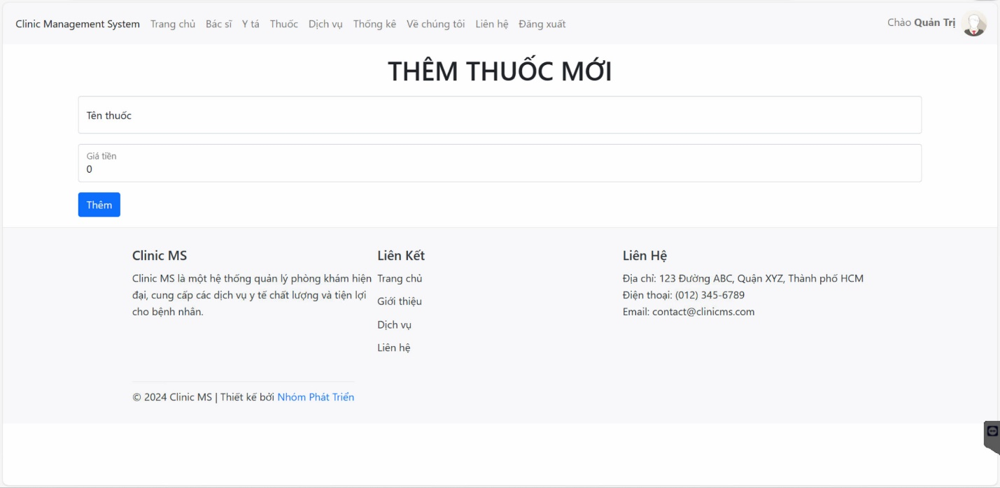 Clinic Management System Trang chủ Bác sĩ Y tá Thuốc Dịch vụ Thống kê Về chúng tôi Liên hệ Đăng xuất Chào Quản Trị
THÊM THUỐC MỚI
Tên thuốc
Giá tiền
0
Thêm
Clinic MS
Clinic MS là một hệ thống quản lý phòng khám hiện
đại, cung cấp các dịch vụ y tế chất lượng và tiện lợi
cho bệnh nhân.
Liên Kết
Trang chủ
Giới thiệu
Dịch vụ
Liên hệ
Liên Hệ
Địa chỉ: 123 Đường ABC, Quận XYZ, Thành phố HCM
Điện thoại: (012) 345-6789
Email: contact@clinicms.com
© 2024 Clinic MS | Thiết kế bởi Nhóm Phát Triển